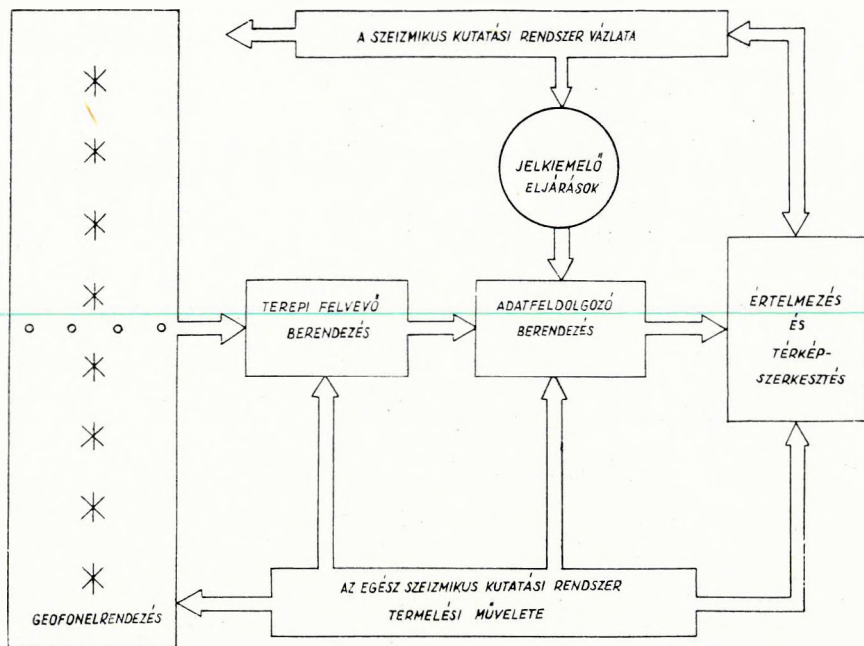 A SZEIZMIKUS KUTATÁSI RENDSZER VÁZLATA
JELKIEMELŐ
ELJÁRÁSOK
TEREPI FELVEVŐ
BERENDEZÉS
ADATFELDOLGOZÓ
BERENDEZÉS
ÉRTELMEZÉS
ÉS
TÉRKÉP-
SZERKESZTÉS
AZ EGÉSZ SZEIZMIKUS KUTATÁSI RENDSZER
TERMELÉSI MŰVELETE
GEOFONELRENDEZÉS